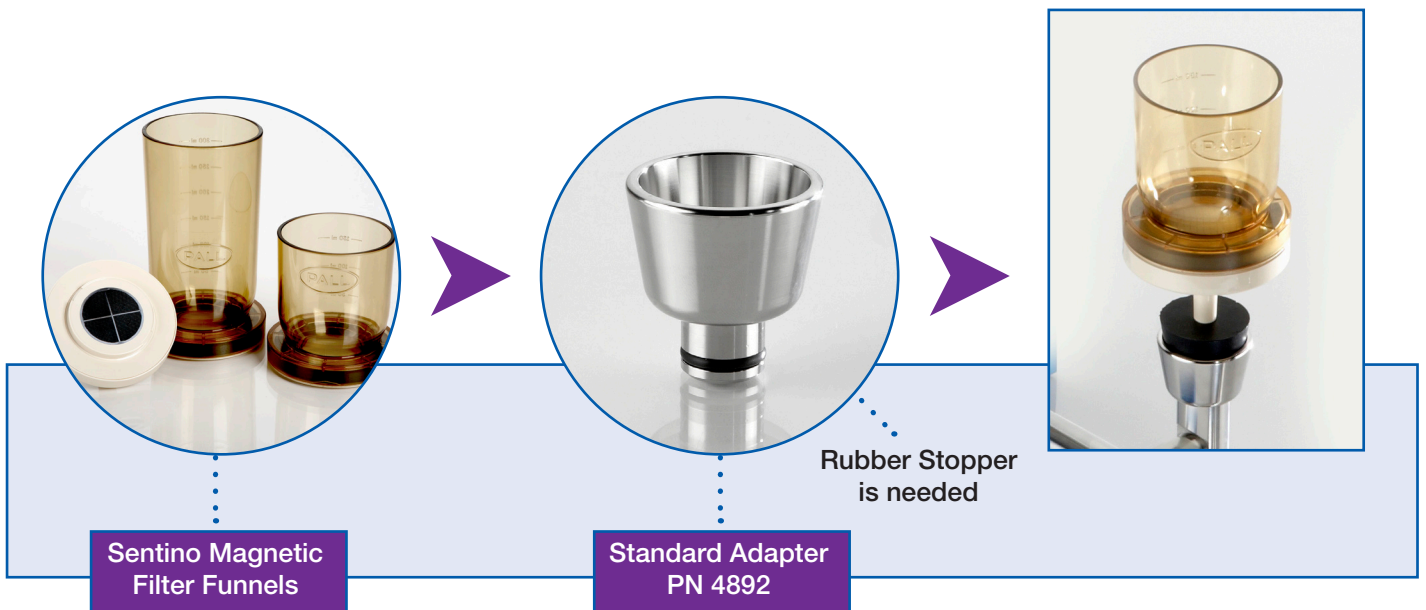 PALL
PALL
PALL
Rubber Stopper
is needed
Sentino Magnetic
Filter Funnels
Standard Adapter
PN 4892